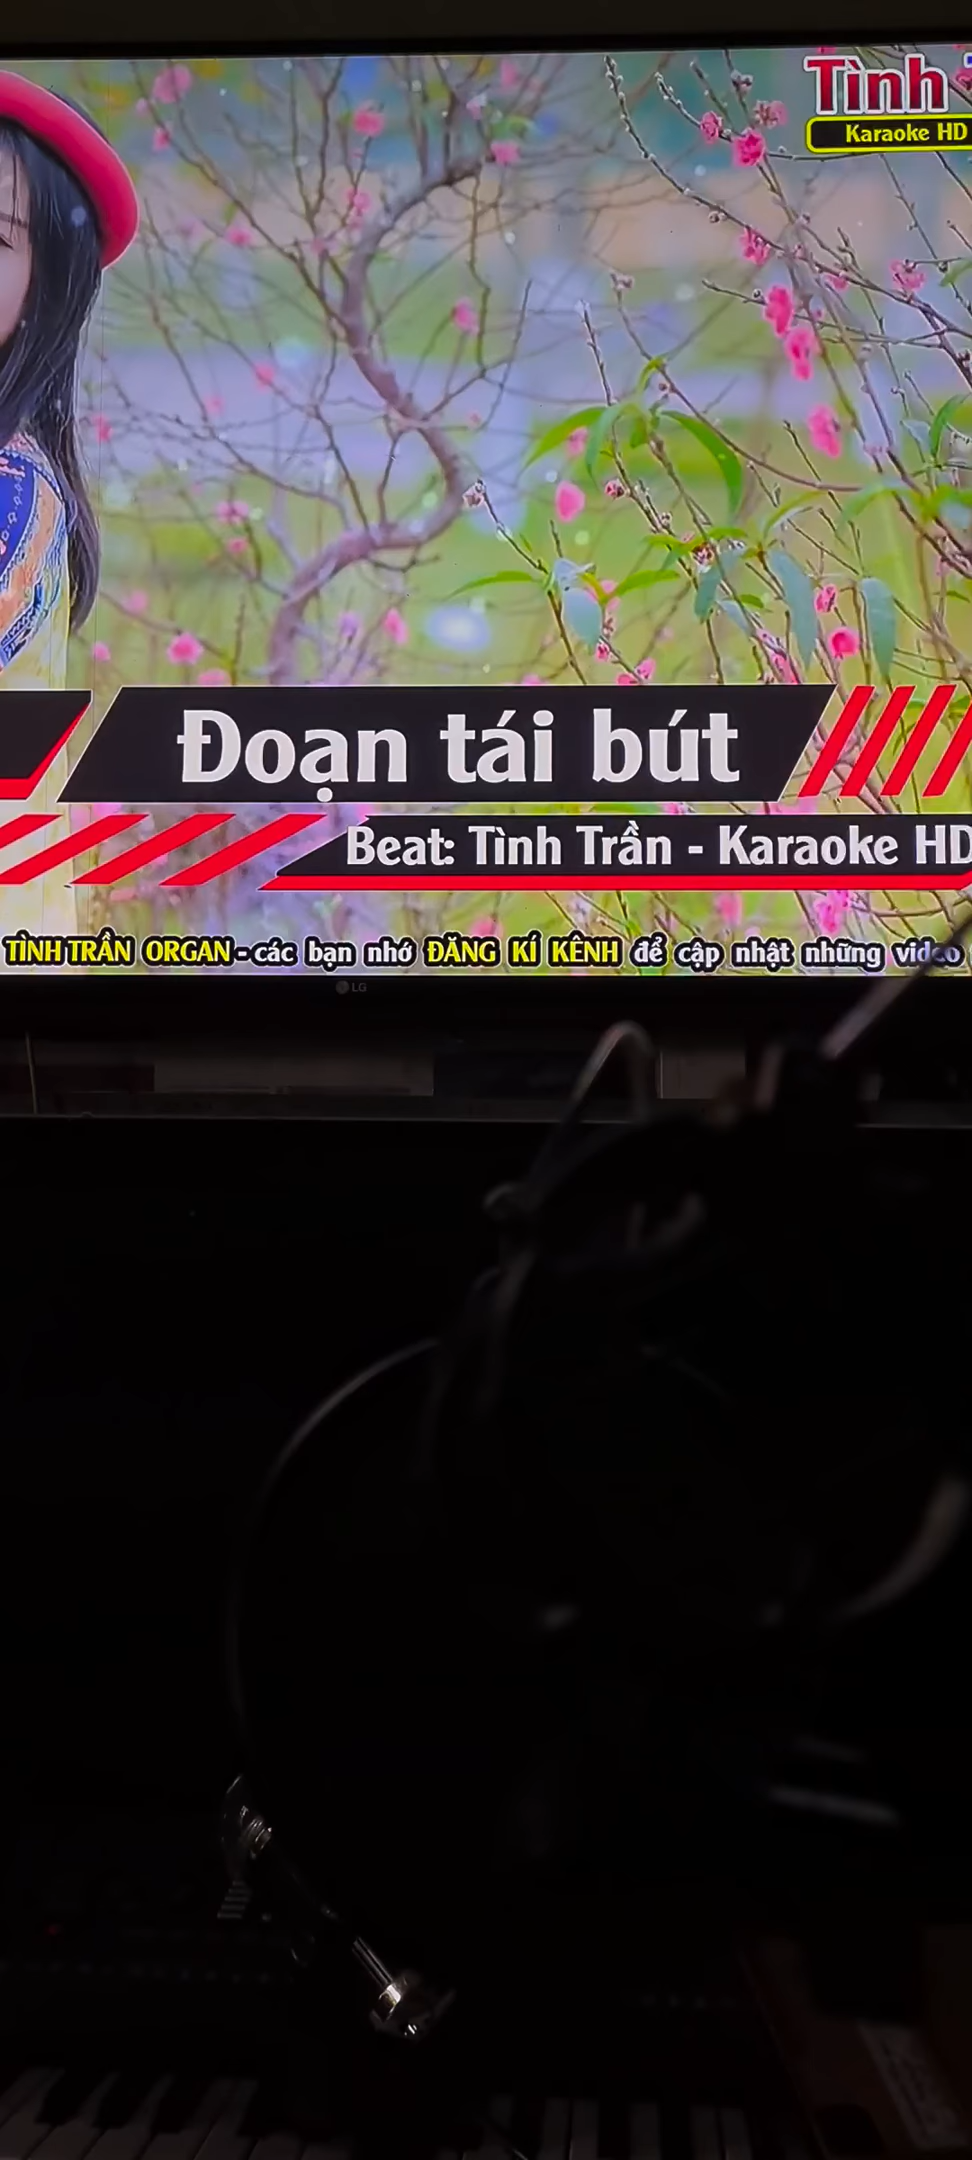 Tình
Karaoke HD
Đoạn tái bút
Beat: Tình Trần - Karaoke HD
TÌNH TRẦN ORGAN - các bạn nhớ ĐĂNG KÍ KÊNH để cập nhật những video
LG